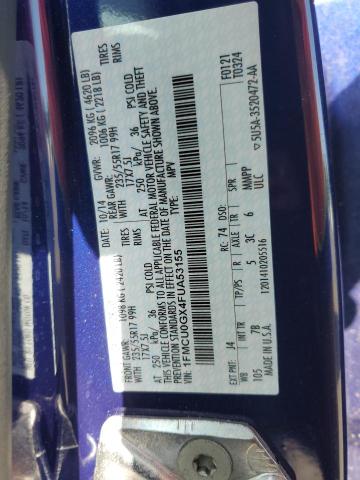 10/14
GVWR: 2096 KG ( 4620 LB)
FRONT GAWR: 1098 KG ( 2420 LB)
REAR GAWR: 1006 KG ( 2218 LB)
WITH 235/55R17 99H TIRES
WITH 235/55R17 99H TIRES
17X7.5J RIMS
17X7.5J RIMS
AT 250 kPa/ 36 PSI COLD
AT 250 kPa/ 36 PSI COLD
THIS VEHICLE CONFORMS TO ALL APPLICABLE FEDERAL MOTOR VEHICLE SAFETY AND THEFT
PREVENTION STANDARDS IN EFFECT ON THE DATE OF MANUFACTURE SHOWN ABOVE.
VIN: 1FMCU0GX4FUA53155
TYPE: MPV
F0121
T0324
EXT PNT: J4 RC: 74 DSO:
WB INT TR TP/PS R AXLE TR SPR
105 7B 5 3C 6 MMPP
ULC
MADE IN U.S.A. 12014102055516
5U5A-3520472-AA